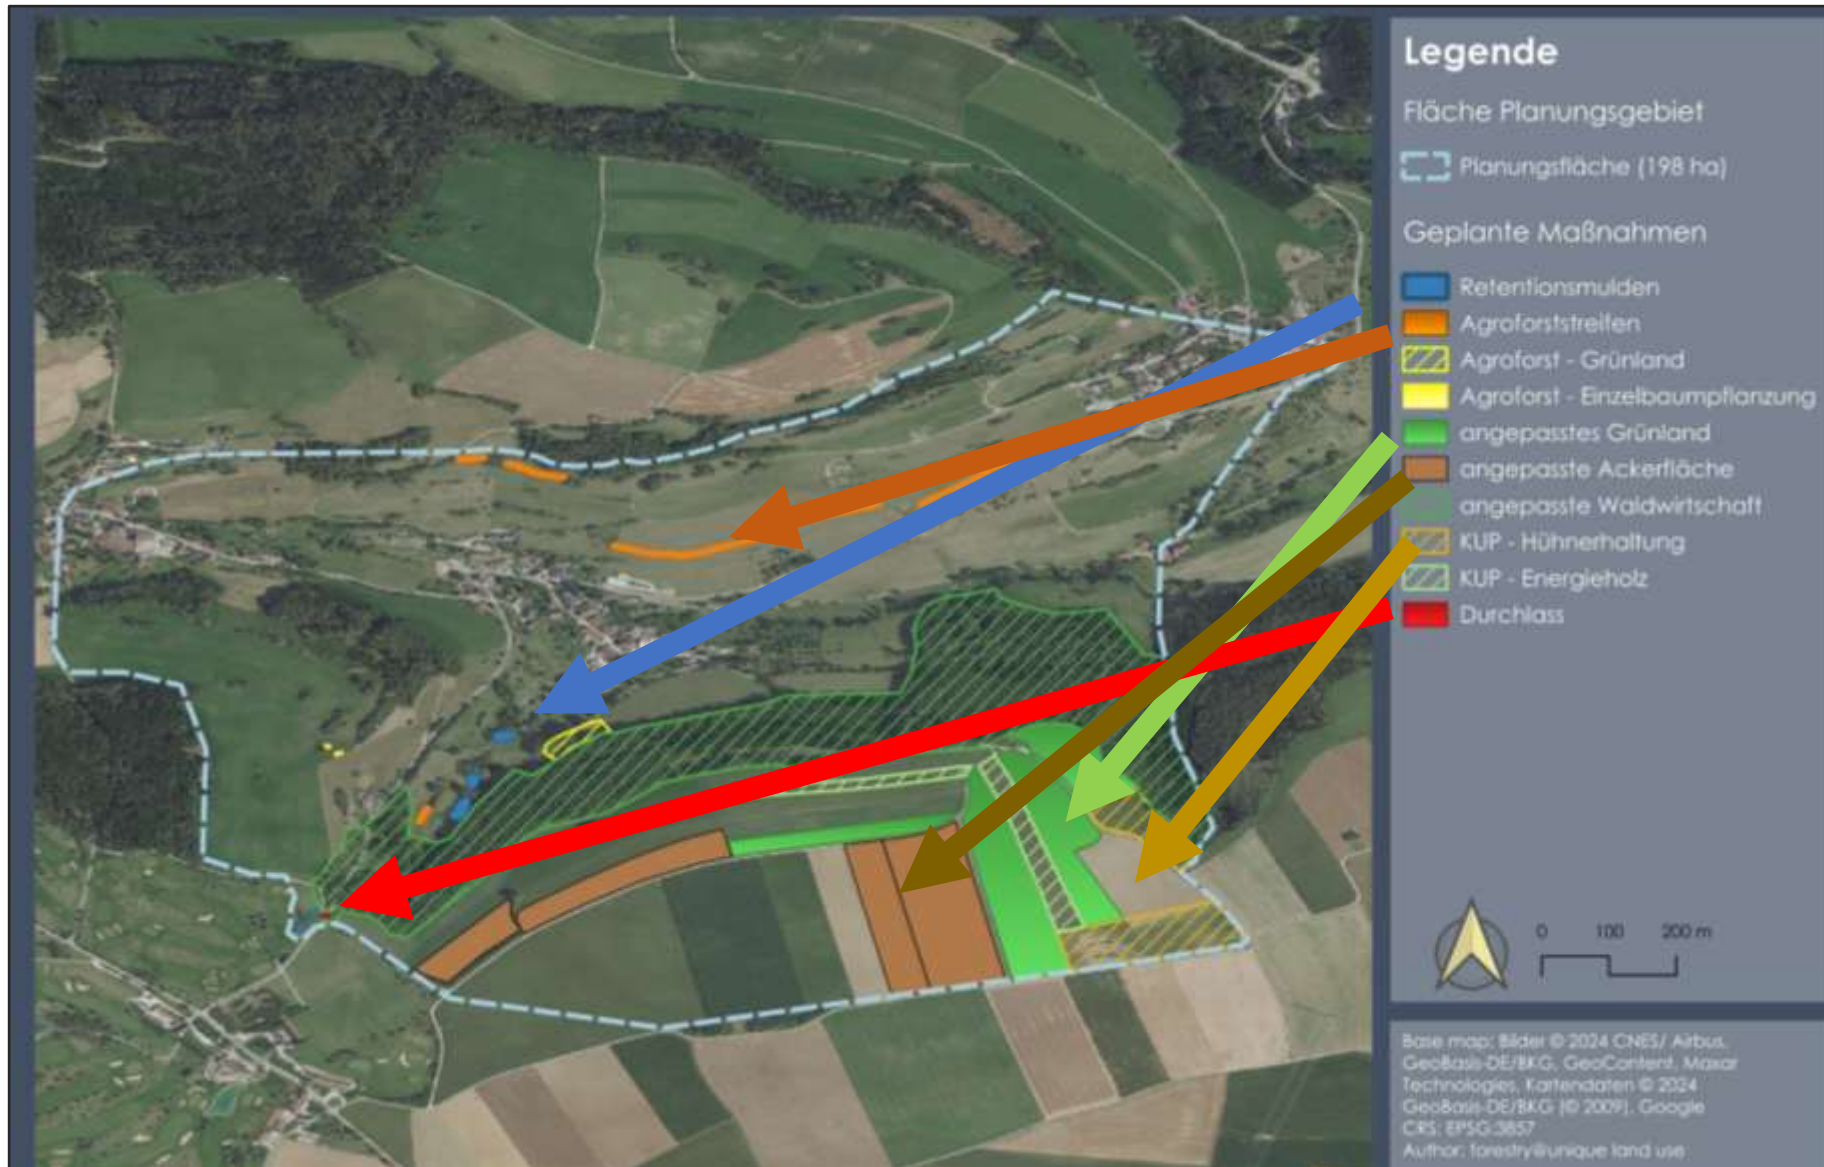 Legende
Fläche Planungsgebiet
Planungsfläche (198 ha)
Geplante Maßnahmen
Retentionsmulden
Agroforststreifen
Agroforst - Grünland
Agroforst - Einzelbaumpflanzung
angepasstes Grünland
angepasste Ackerfläche
angepasste Waldwirtschaft
KUP - Hühnerhaltung
KUP - Energieholz
Durchlass
0 100 200 m
Base map: Bilder © 2024 CNES/ Airbus,
GeoBasis-DE/BKG, GeoContent, Maxar
Technologies, Kartendaten © 2024
GeoBasis-DE/BKG (© 2009), Google
CRS: EPSG:3857
Author: forestry@unique land use